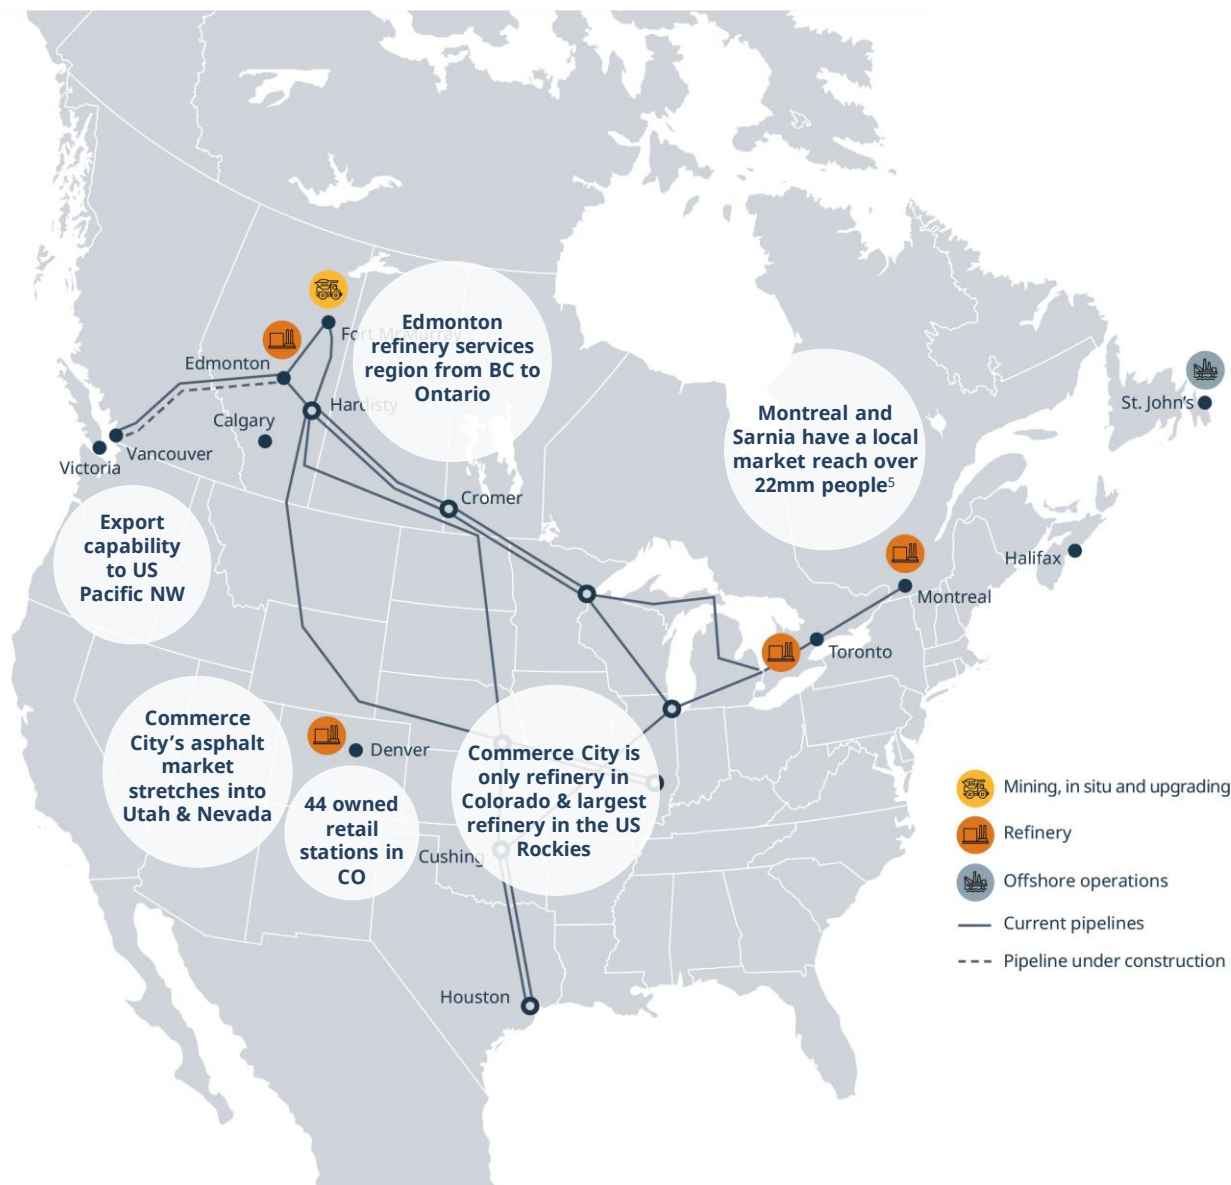 Fort McMurray
Edmonton
refinery services
region from BC to
Ontario
Edmonton
Hardisty
Calgary
Vancouver
Victoria
Cromer
Montreal and
Sarnia have a local
market reach over
22mm people5
St. John's
Export
capability
to US
Pacific NW
Halifax
Montreal
Toronto
Commerce
City's asphalt
market
stretches into
Utah & Nevada
Denver
44 owned
retail
stations in
CO
Commerce City is
only refinery in
Colorado & largest
refinery in the US
Rockies
Cushing
Houston
Mining, in situ and upgrading
Refinery
Offshore operations
Current pipelines
Pipeline under construction